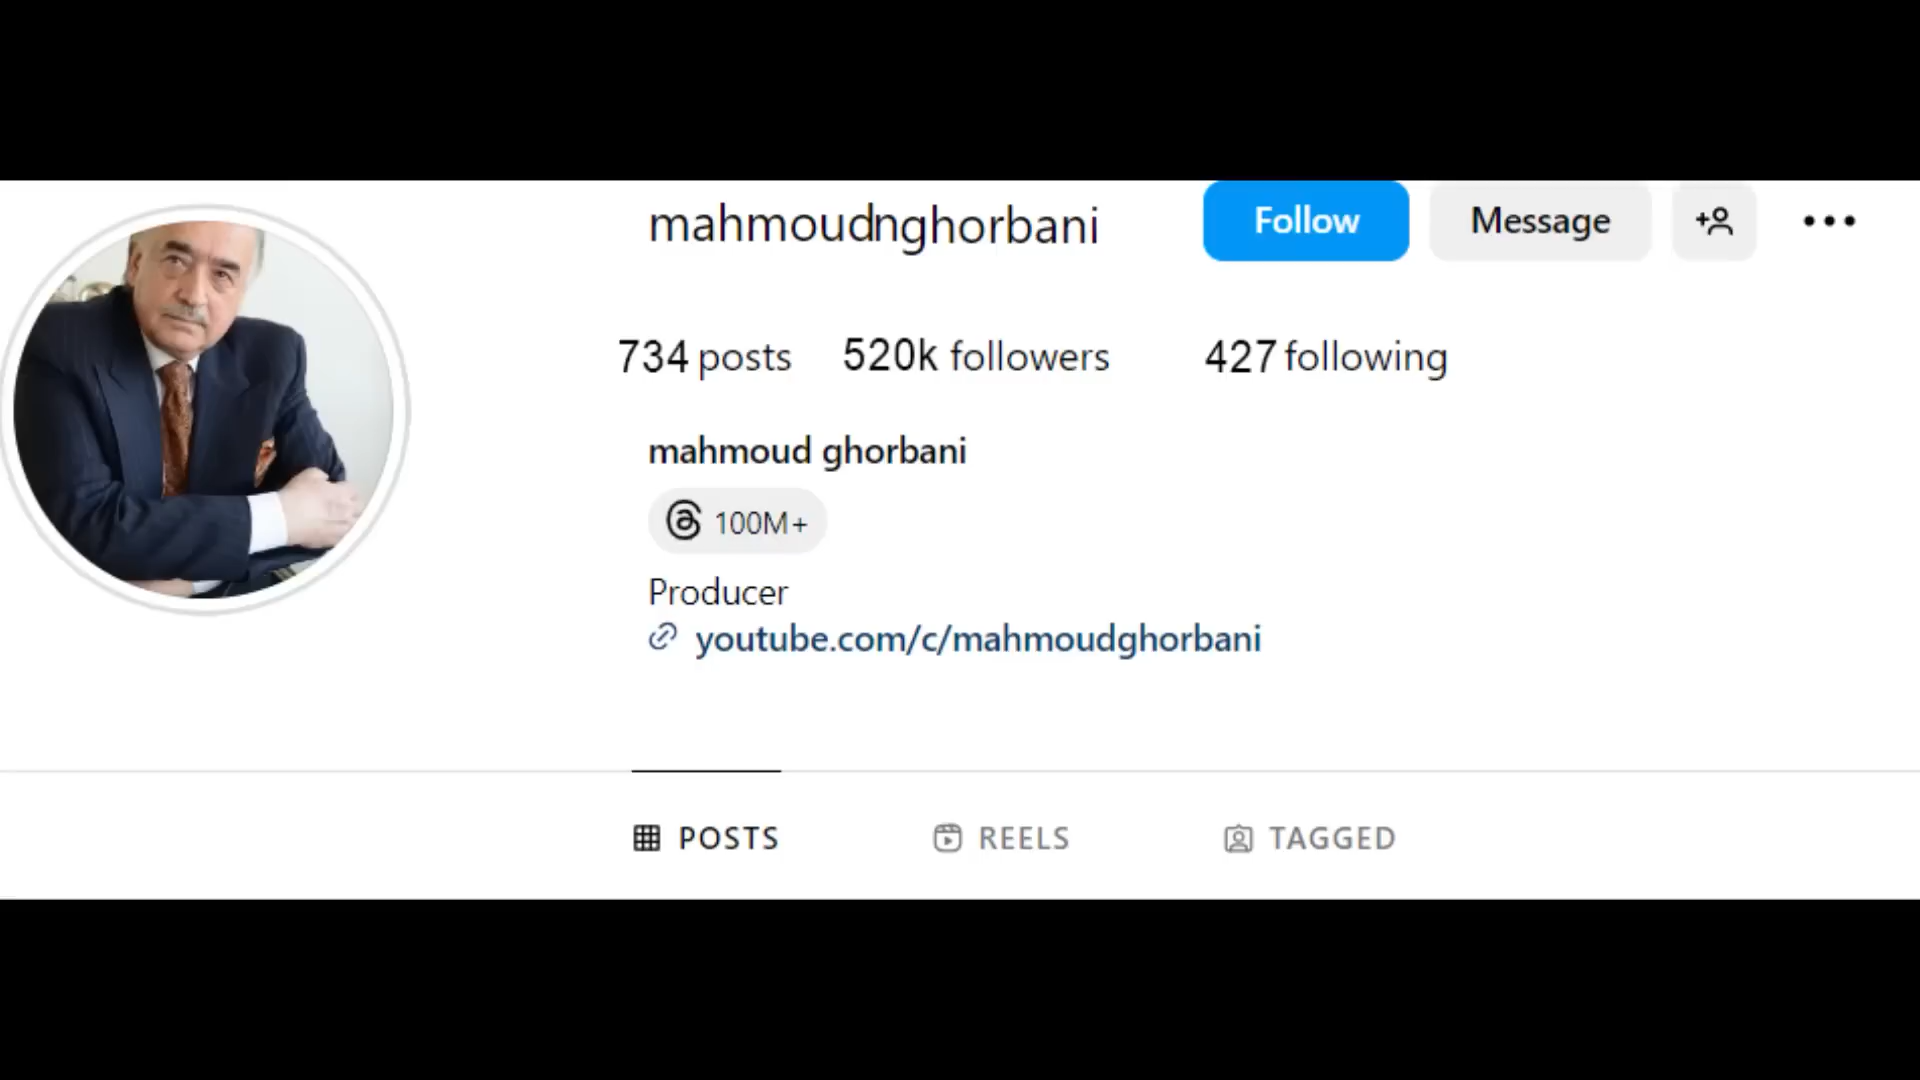 mahmoudnghorbani Follow Message
734 posts 520k followers 427 following
mahmoud ghorbani
100M+
Producer
youtube.com/c/mahmoudghorbani
POSTS REELS TAGGED